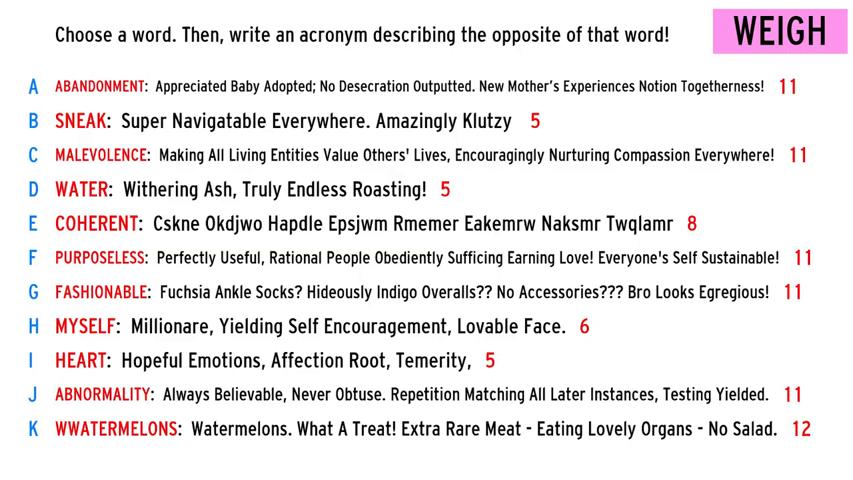 Choose a word. Then, write an acronym describing the opposite of that word!
WEIGH
A ABANDONMENT: Appreciated Baby Adopted; No Desecration Outputted. New Mother's Experiences Notion Togetherness! 11
B SNEAK: Super Navigatable Everywhere. Amazingly Klutzy 5
C MALEVOLENCE: Making All Living Entities Value Others' Lives, Encouragingly Nurturing Compassion Everywhere! 11
D WATER: Withering Ash, Truly Endless Roasting! 5
E COHERENT: Cskne Okdjwo Hapdle Epsjwm Rmemer Eakemrw Naksmr Twqlamr 8
F PURPOSELESS: Perfectly Useful, Rational People Obediently Sufficing Earning Love! Everyone's Self Sustainable! 11
G FASHIONABLE: Fuchsia Ankle Socks? Hideously Indigo Overalls?? No Accessories??? Bro Looks Egregious! 11
H MYSELF: Millionare, Yielding Self Encouragement, Lovable Face. 6
I HEART: Hopeful Emotions, Affection Root, Temerity, 5
J ABNORMALITY: Always Believable, Never Obtuse. Repetition Matching All Later Instances, Testing Yielded. 11
K WWATERMELONS: Watermelons. What A Treat! Extra Rare Meat - Eating Lovely Organs - No Salad. 12